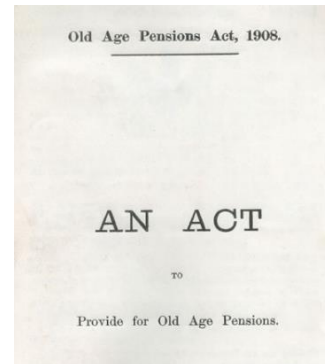 Old Age Pensions Act, 1908.
AN ACT
TO
Provide for Old Age Pensions.